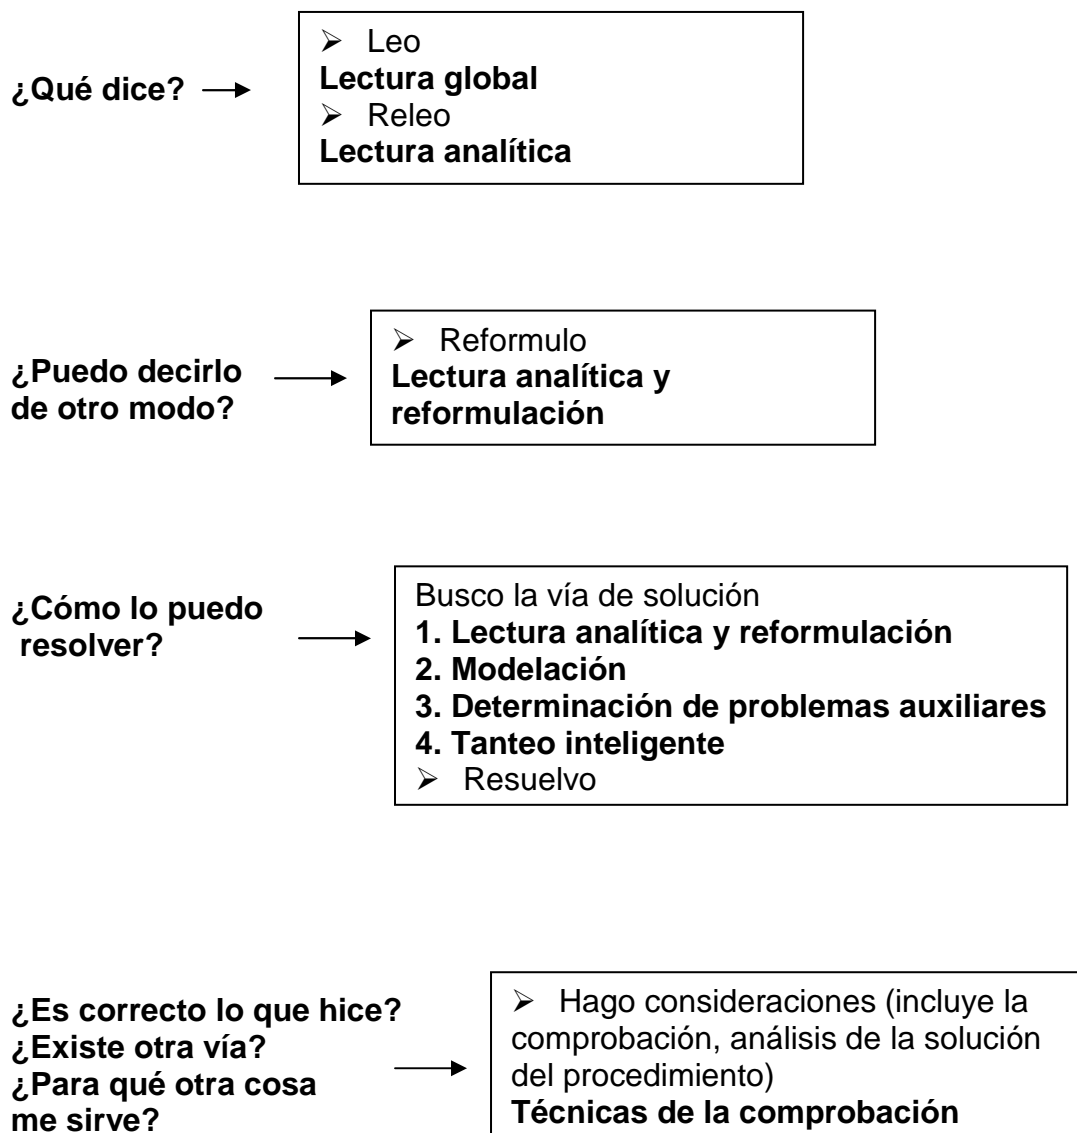 ¿Qué dice?
➢ Leo
Lectura global
➢ Releo
Lectura analítica
¿Puedo decirlo
de otro modo?
➢ Reformulo
Lectura analítica y
reformulación
¿Cómo lo puedo
resolver?
Busco la vía de solución
1. Lectura analítica y reformulación
2. Modelación
3. Determinación de problemas auxiliares
4. Tanteo inteligente
➢ Resuelvo
¿Es correcto lo que hice?
¿Existe otra vía?
¿Para qué otra cosa
me sirve?
➢ Hago consideraciones (incluye la
comprobación, análisis de la solución
del procedimiento)
Técnicas de la comprobación